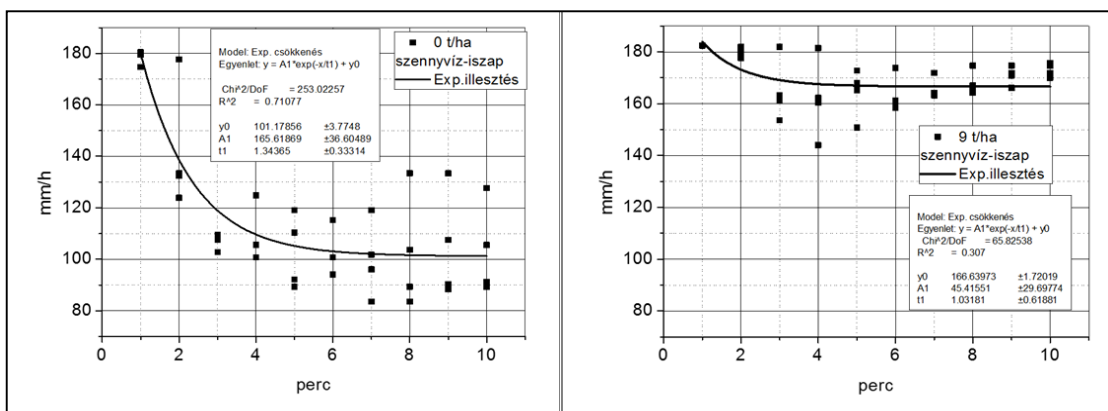 180
160
140
120
100
80
mm/h
0 2 4 6 8 10
perc
Model: Exp. csökkenés
Egyenlet: y = A1*exp(-x/t1) + y0
Chi^2/DoF = 253.02257
R^2 = 0.71077
y0 101.17856 ±3.7748
A1 165.61869 ±36.60489
t1 1.34365 ±0.33314
0 t/ha
szennyvíz-iszap
Exp.illesztés
180
160
140
120
100
80
mm/h
0 2 4 6 8 10
perc
9 t/ha
szennyvíz-iszap
Exp.illesztés
Model: Exp. csökkenés
Egyenlet: y = A1*exp(-x/t1) + y0
Chi^2/DoF = 65.82538
R^2 = 0.307
y0 166.63973 ±1.72019
A1 45.41551 ±29.69774
t1 1.03181 ±0.61881